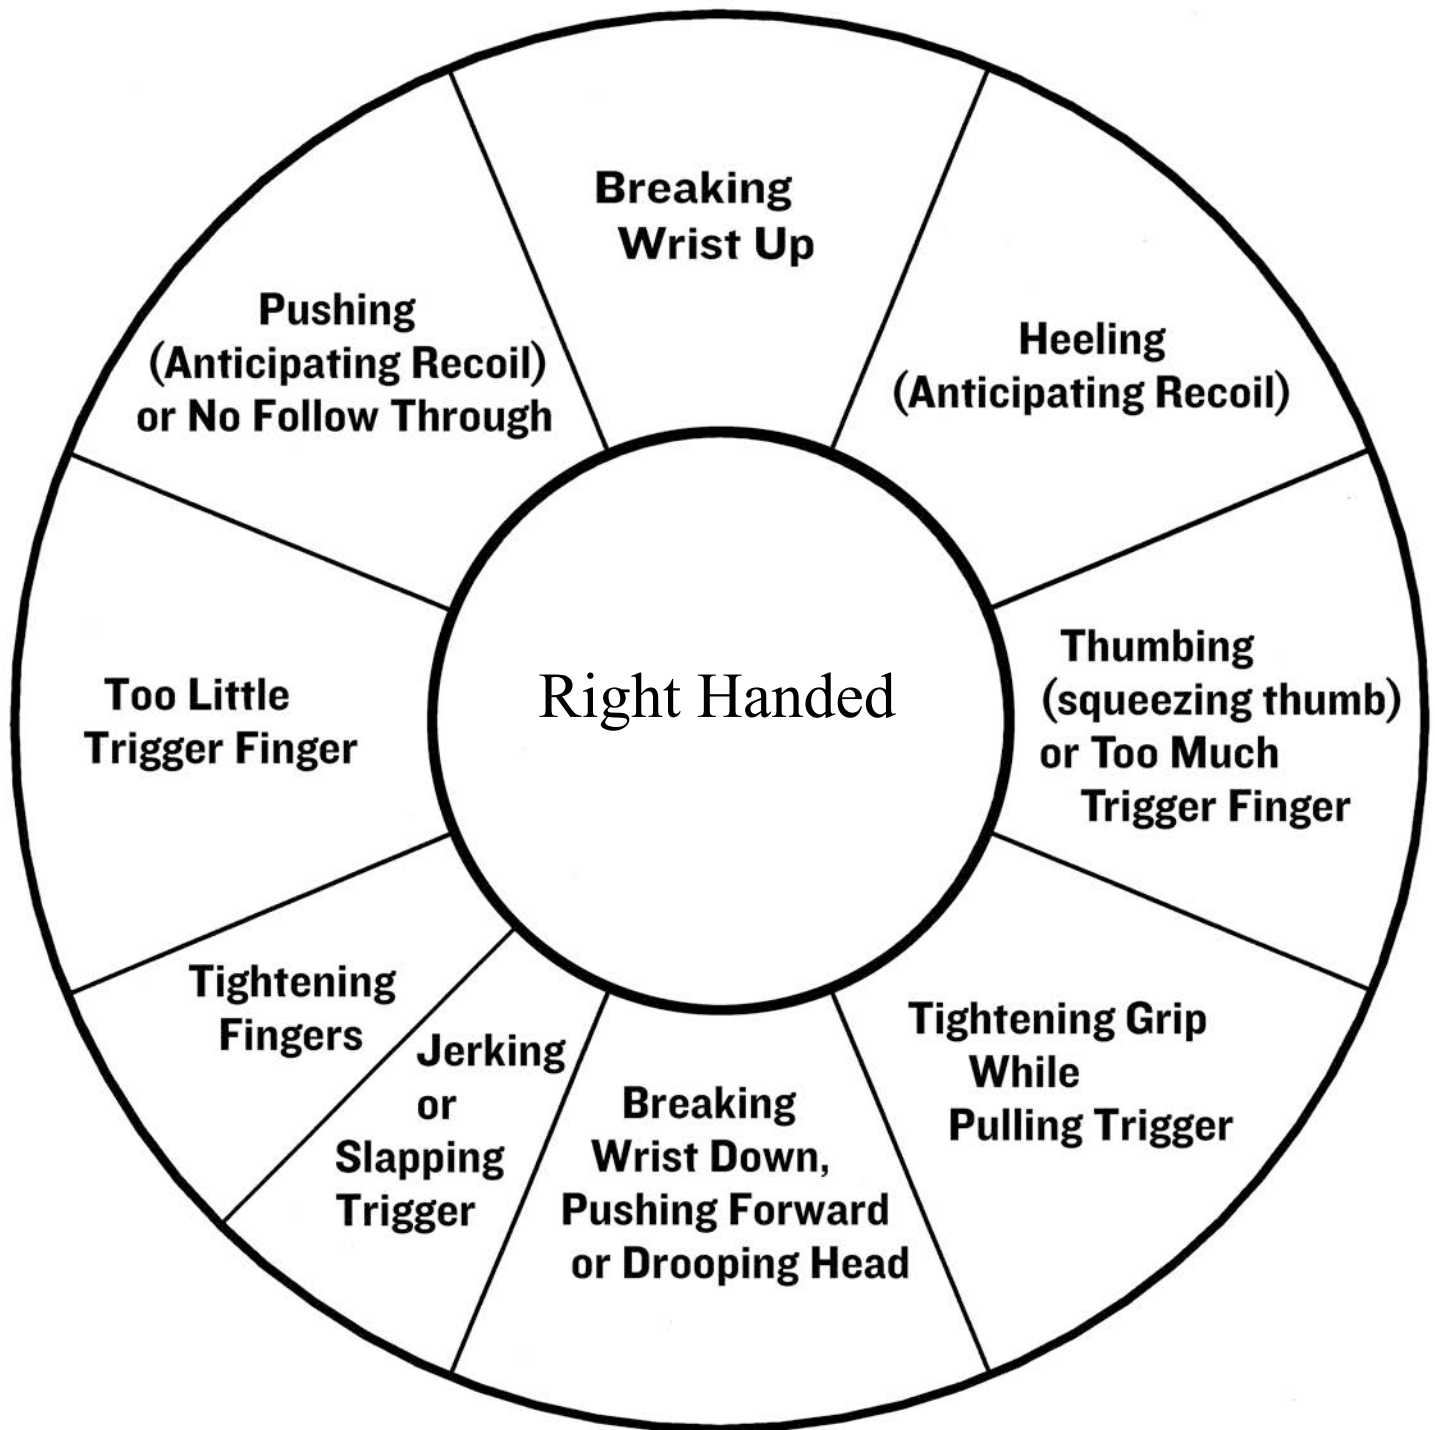 Breaking
Wrist Up
Heeling
(Anticipating Recoil)
Thumbing
(squeezing thumb)
or Too Much
Trigger Finger
Tightening Grip
While
Pulling Trigger
Breaking
Wrist Down,
Pushing Forward
or Drooping Head
Jerking
or
Slapping
Trigger
Tightening
Fingers
Too Little
Trigger Finger
Pushing
(Anticipating Recoil)
or No Follow Through
Right Handed